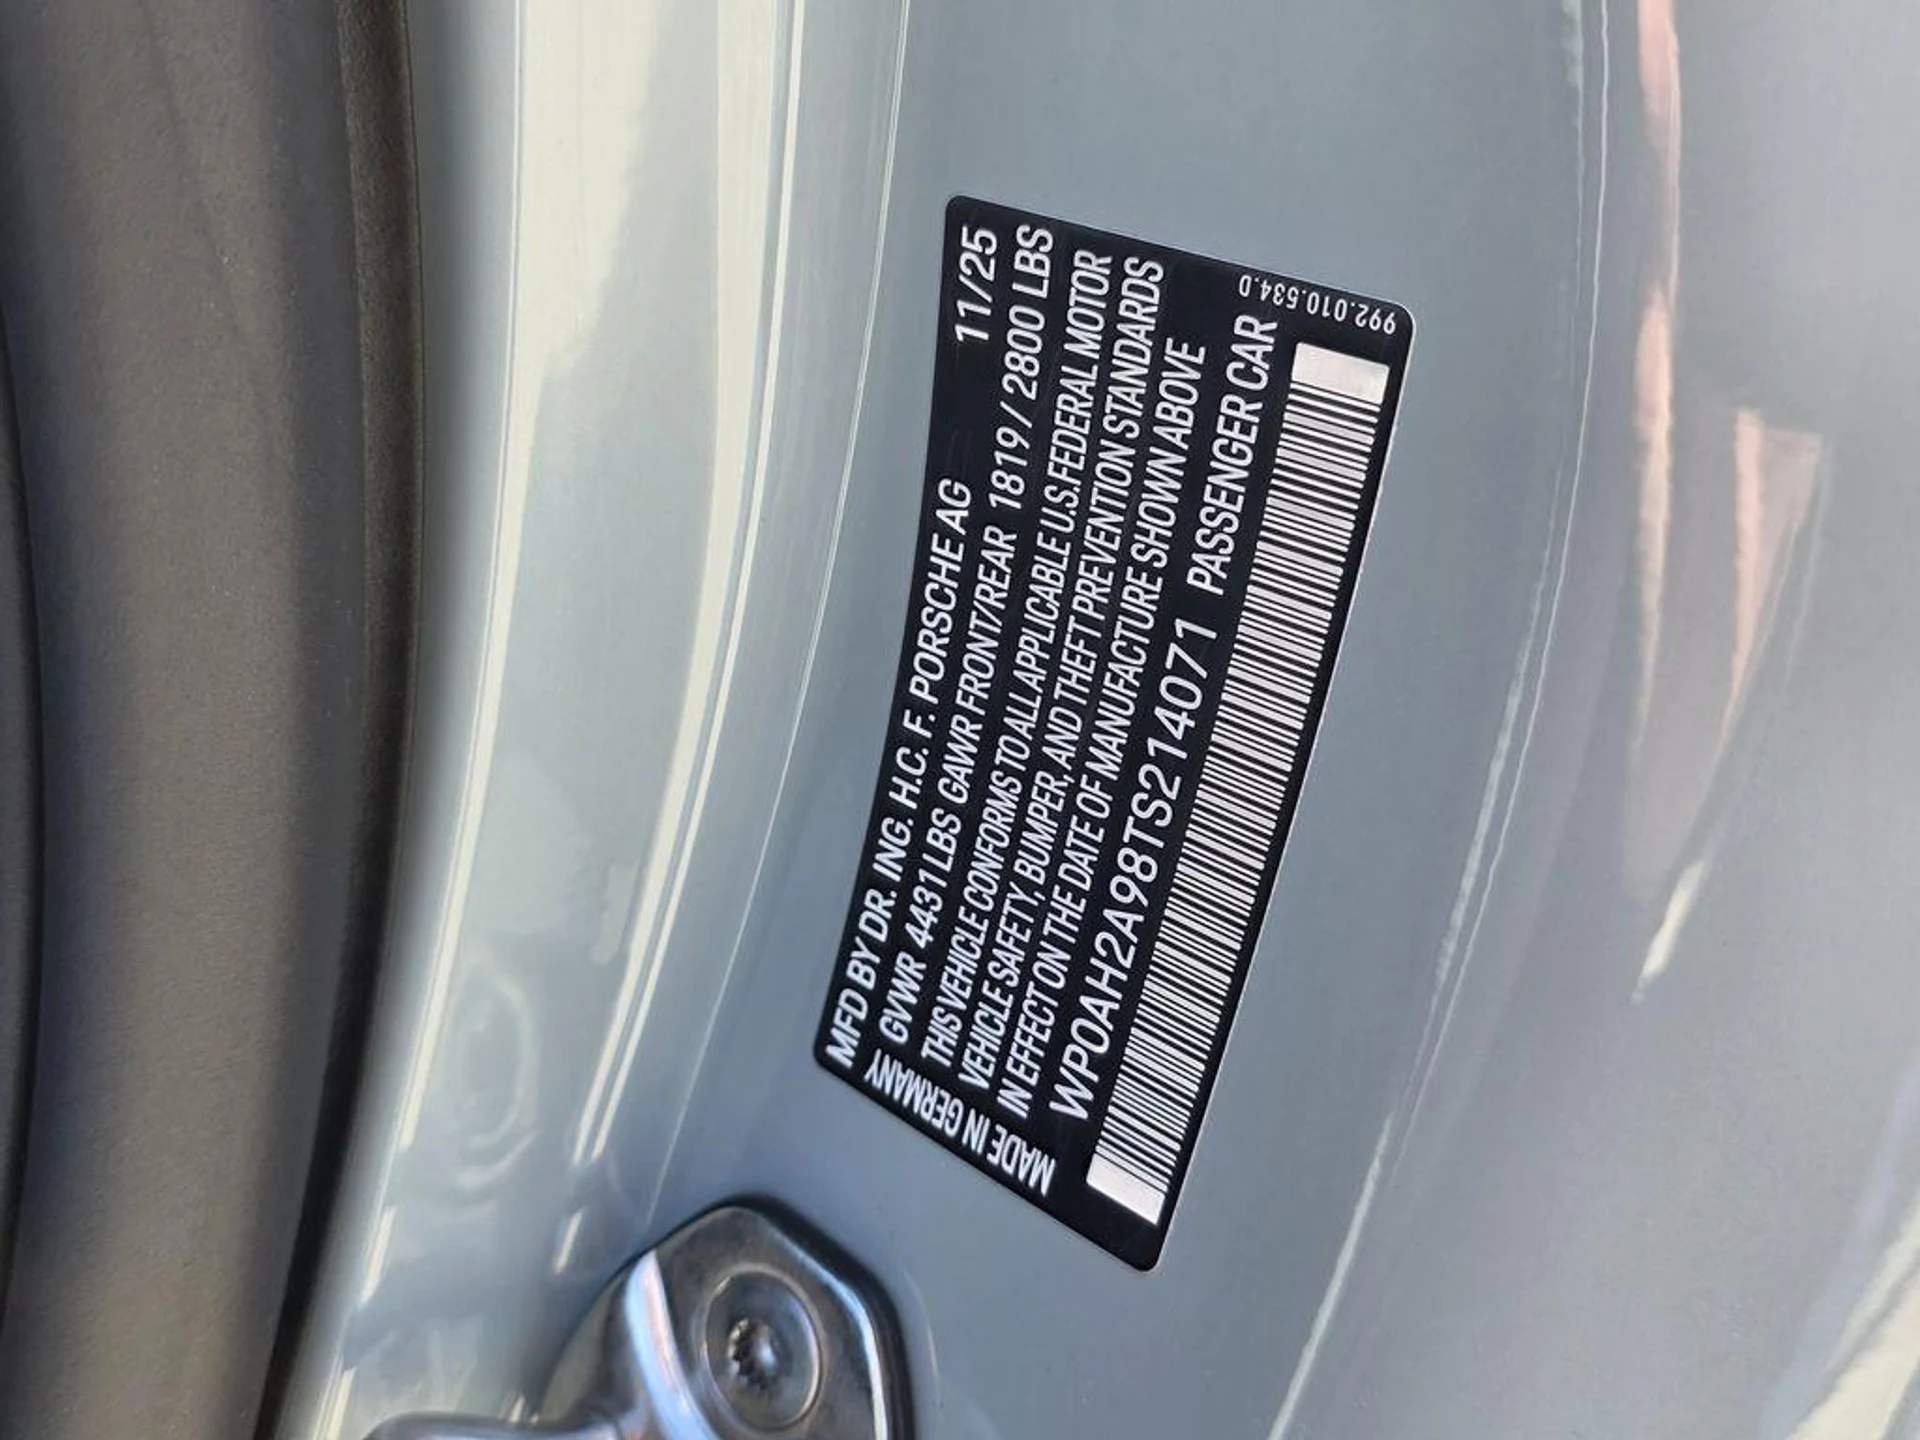 MFD BY DR. ING. H.C. F. PORSCHE AG 11/25
GVWR 4431 LBS GAWR FRONT/REAR 1819/2800 LBS
THIS VEHICLE CONFORMS TO ALL APPLICABLE U.S. FEDERAL MOTOR
VEHICLE SAFETY, BUMPER, AND THEFT PREVENTION STANDARDS
IN EFFECT ON THE DATE OF MANUFACTURE SHOWN ABOVE
WP0AH2A98TS214071 PASSENGER CAR
MADE IN GERMANY
992.010.534.D